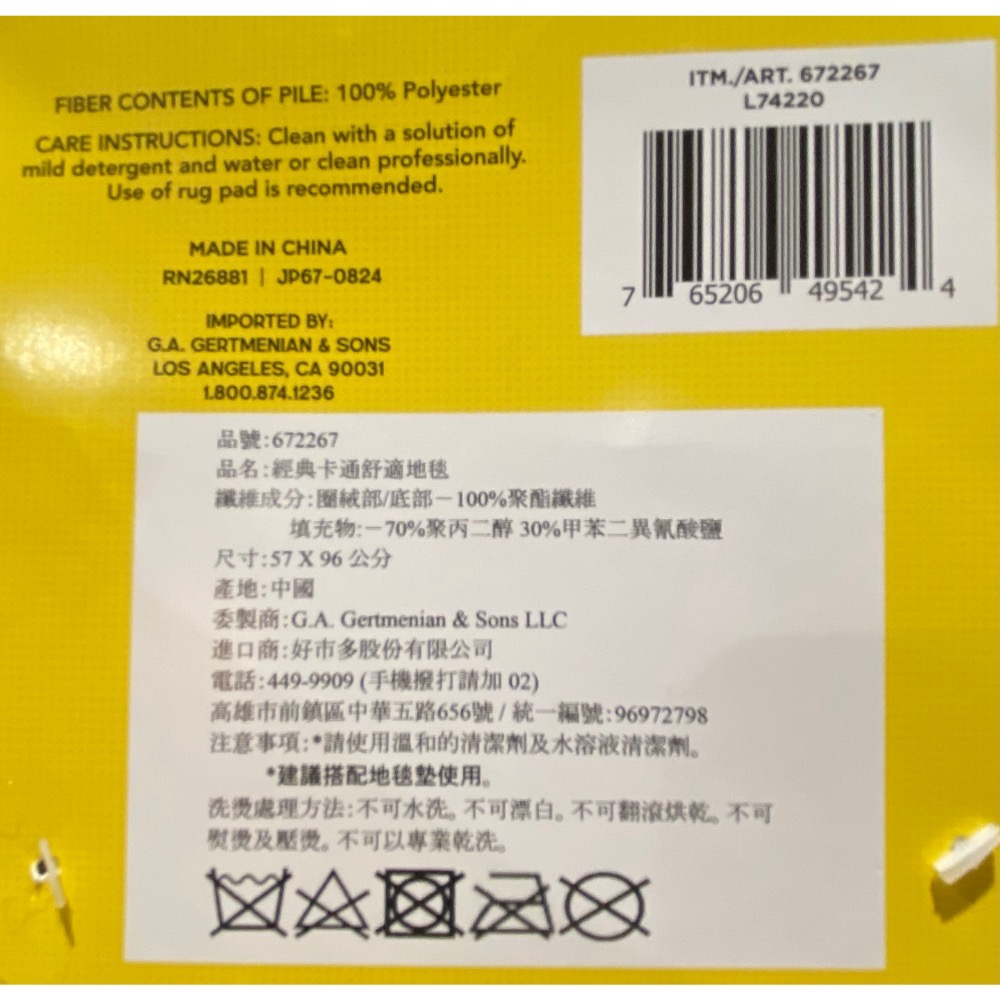 FIBER CONTENTS OF PILE: 100% Polyester
CARE INSTRUCTIONS: Clean with a solution of
mild detergent and water or clean professionally.
Use of rug pad is recommended.
MADE IN CHINA
RN26881 | JP67-0824
IMPORTED BY:
G.A. GERTMENIAN & SONS
LOS ANGELES, CA 90031
1.800.874.1236
ITM./ART. 672267
L74220
7 65206 49542 4
品號:672267
品名:經典卡通舒適地毯
纖維成分:圈絨部/底部－100%聚酯纖維
填充物:－70%聚丙二醇 30%甲苯二異氰酸鹽
尺寸:57 X 96 公分
產地:中國
委製商:G.A. Gertmenian & Sons LLC
進口商:好市多股份有限公司
電話:449-9909 (手機撥打請加 02)
高雄市前鎮區中華五路656號 / 統一編號:96972798
注意事項:*請使用溫和的清潔劑及水溶液清潔劑。
*建議搭配地毯墊使用。
洗燙處理方法:不可水洗。不可漂白。不可翻滾烘乾。不可
熨燙及壓燙。不可以專業乾洗。